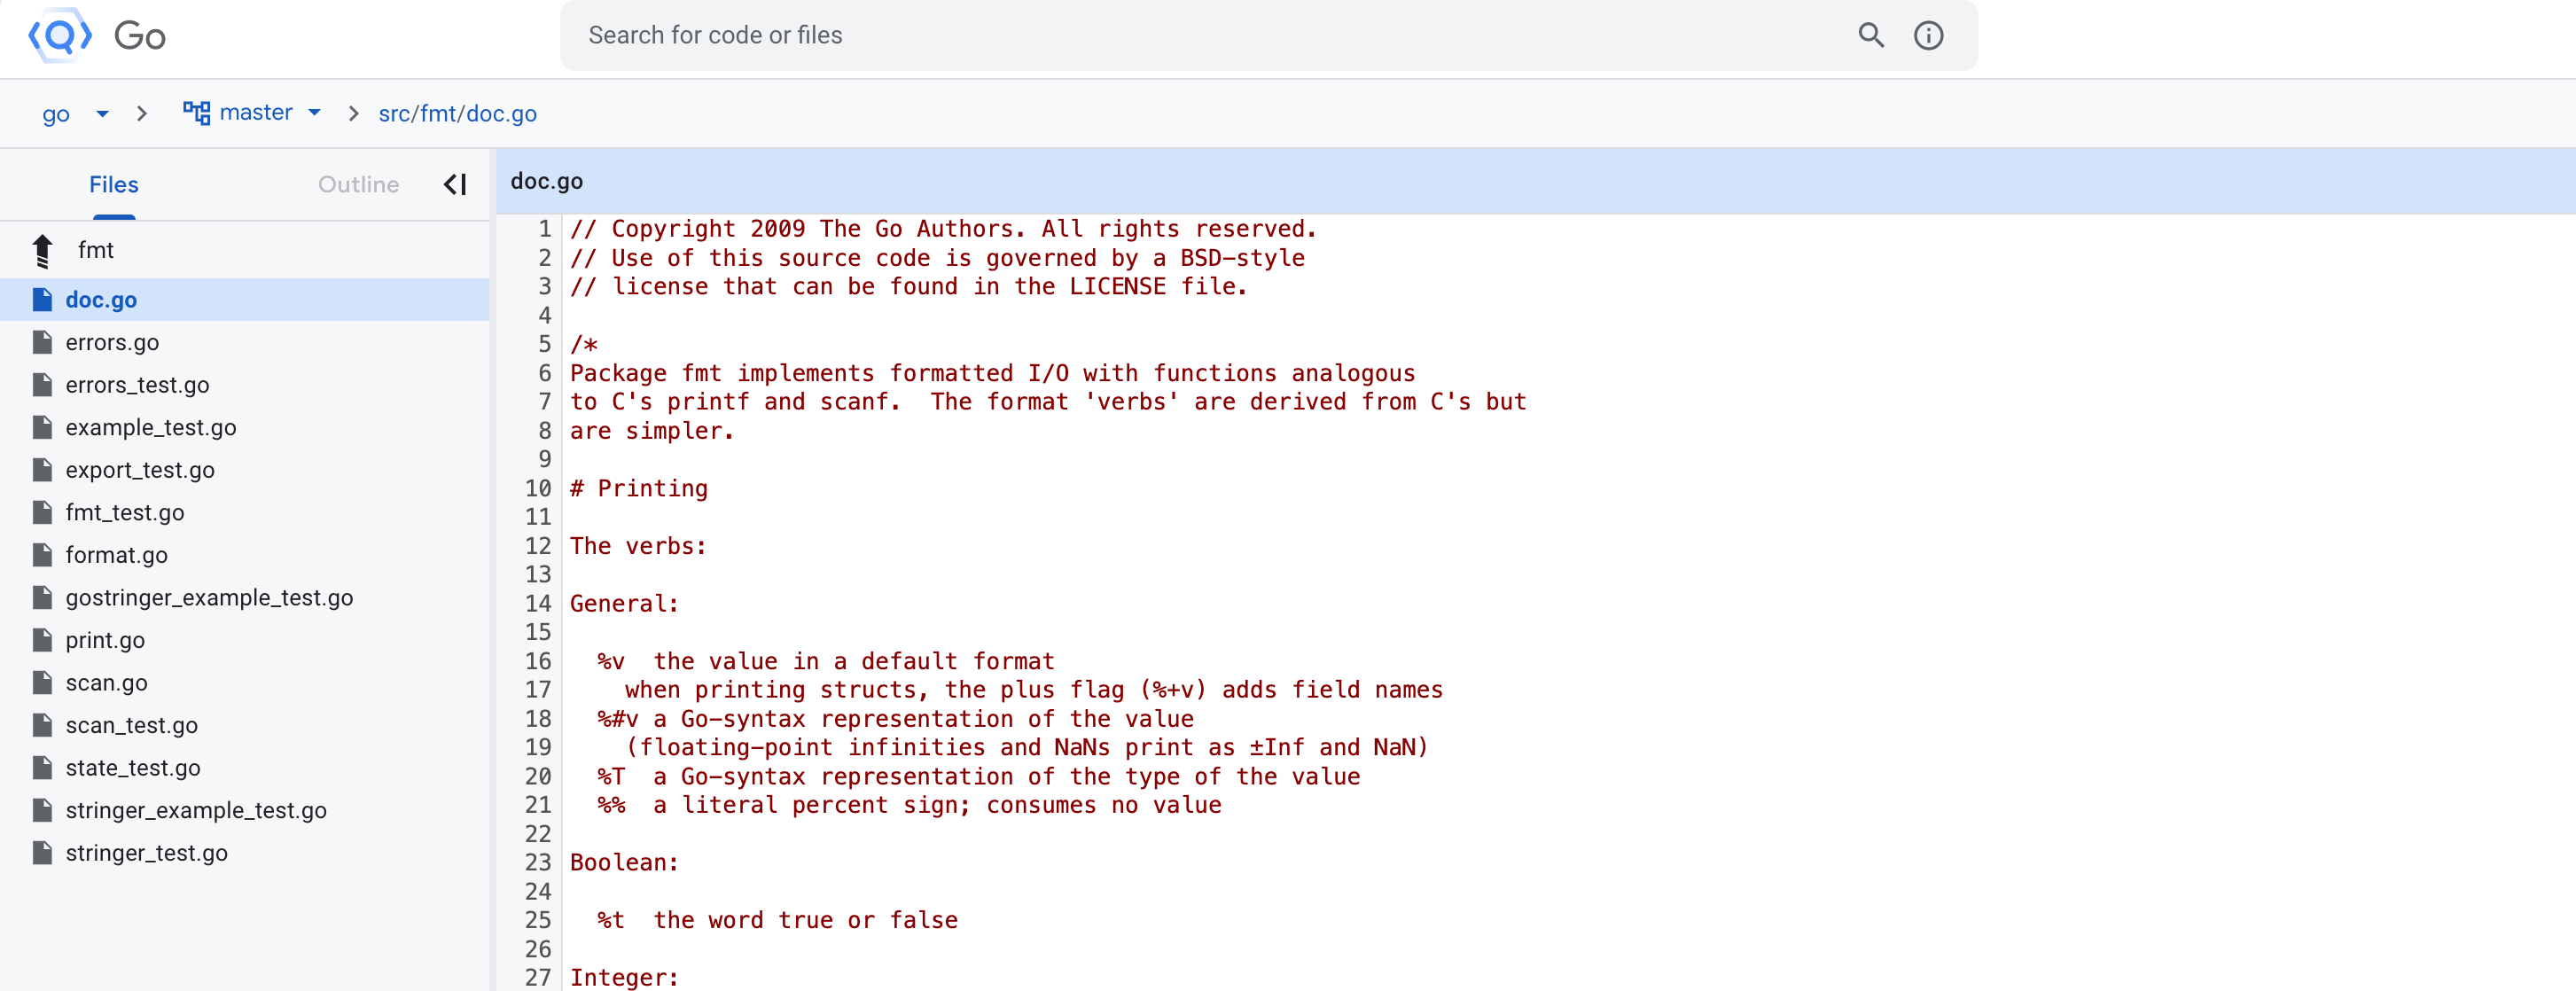 Go
Search for code or files
go > master > src/fmt/doc.go
Files Outline
fmt
doc.go
errors.go
errors_test.go
example_test.go
export_test.go
fmt_test.go
format.go
gostringer_example_test.go
print.go
scan.go
scan_test.go
state_test.go
stringer_example_test.go
stringer_test.go
doc.go
1 // Copyright 2009 The Go Authors. All rights reserved.
2 // Use of this source code is governed by a BSD-style
3 // license that can be found in the LICENSE file.
4
5 /*
6 Package fmt implements formatted I/O with functions analogous
7 to C's printf and scanf.  The format 'verbs' are derived from C's but
8 are simpler.
9
10 # Printing
11
12 The verbs:
13
14 General:
15
16   %v  the value in a default format
17     when printing structs, the plus flag (%+v) adds field names
18   %#v a Go-syntax representation of the value
19     (floating-point infinities and NaNs print as ±Inf and NaN)
20   %T  a Go-syntax representation of the type of the value
21   %%  a literal percent sign; consumes no value
22
23 Boolean:
24
25   %t  the word true or false
26
27 Integer: